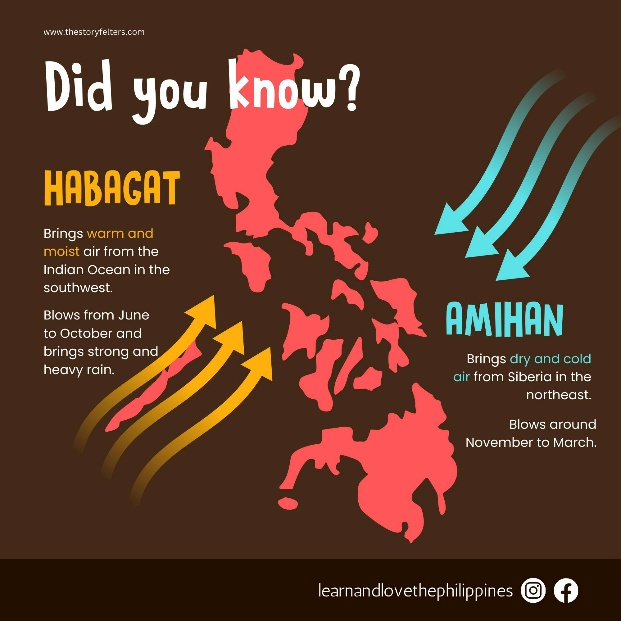 www.thestoryfelters.com
Did you know?
HABAGAT
Brings warm and
moist air from the
Indian Ocean in the
southwest.
Blows from June
to October and
brings strong and
heavy rain.
AMIHAN
Brings dry and cold
air from Siberia in the
northeast.
Blows around
November to March.
learnandlovethephilippines